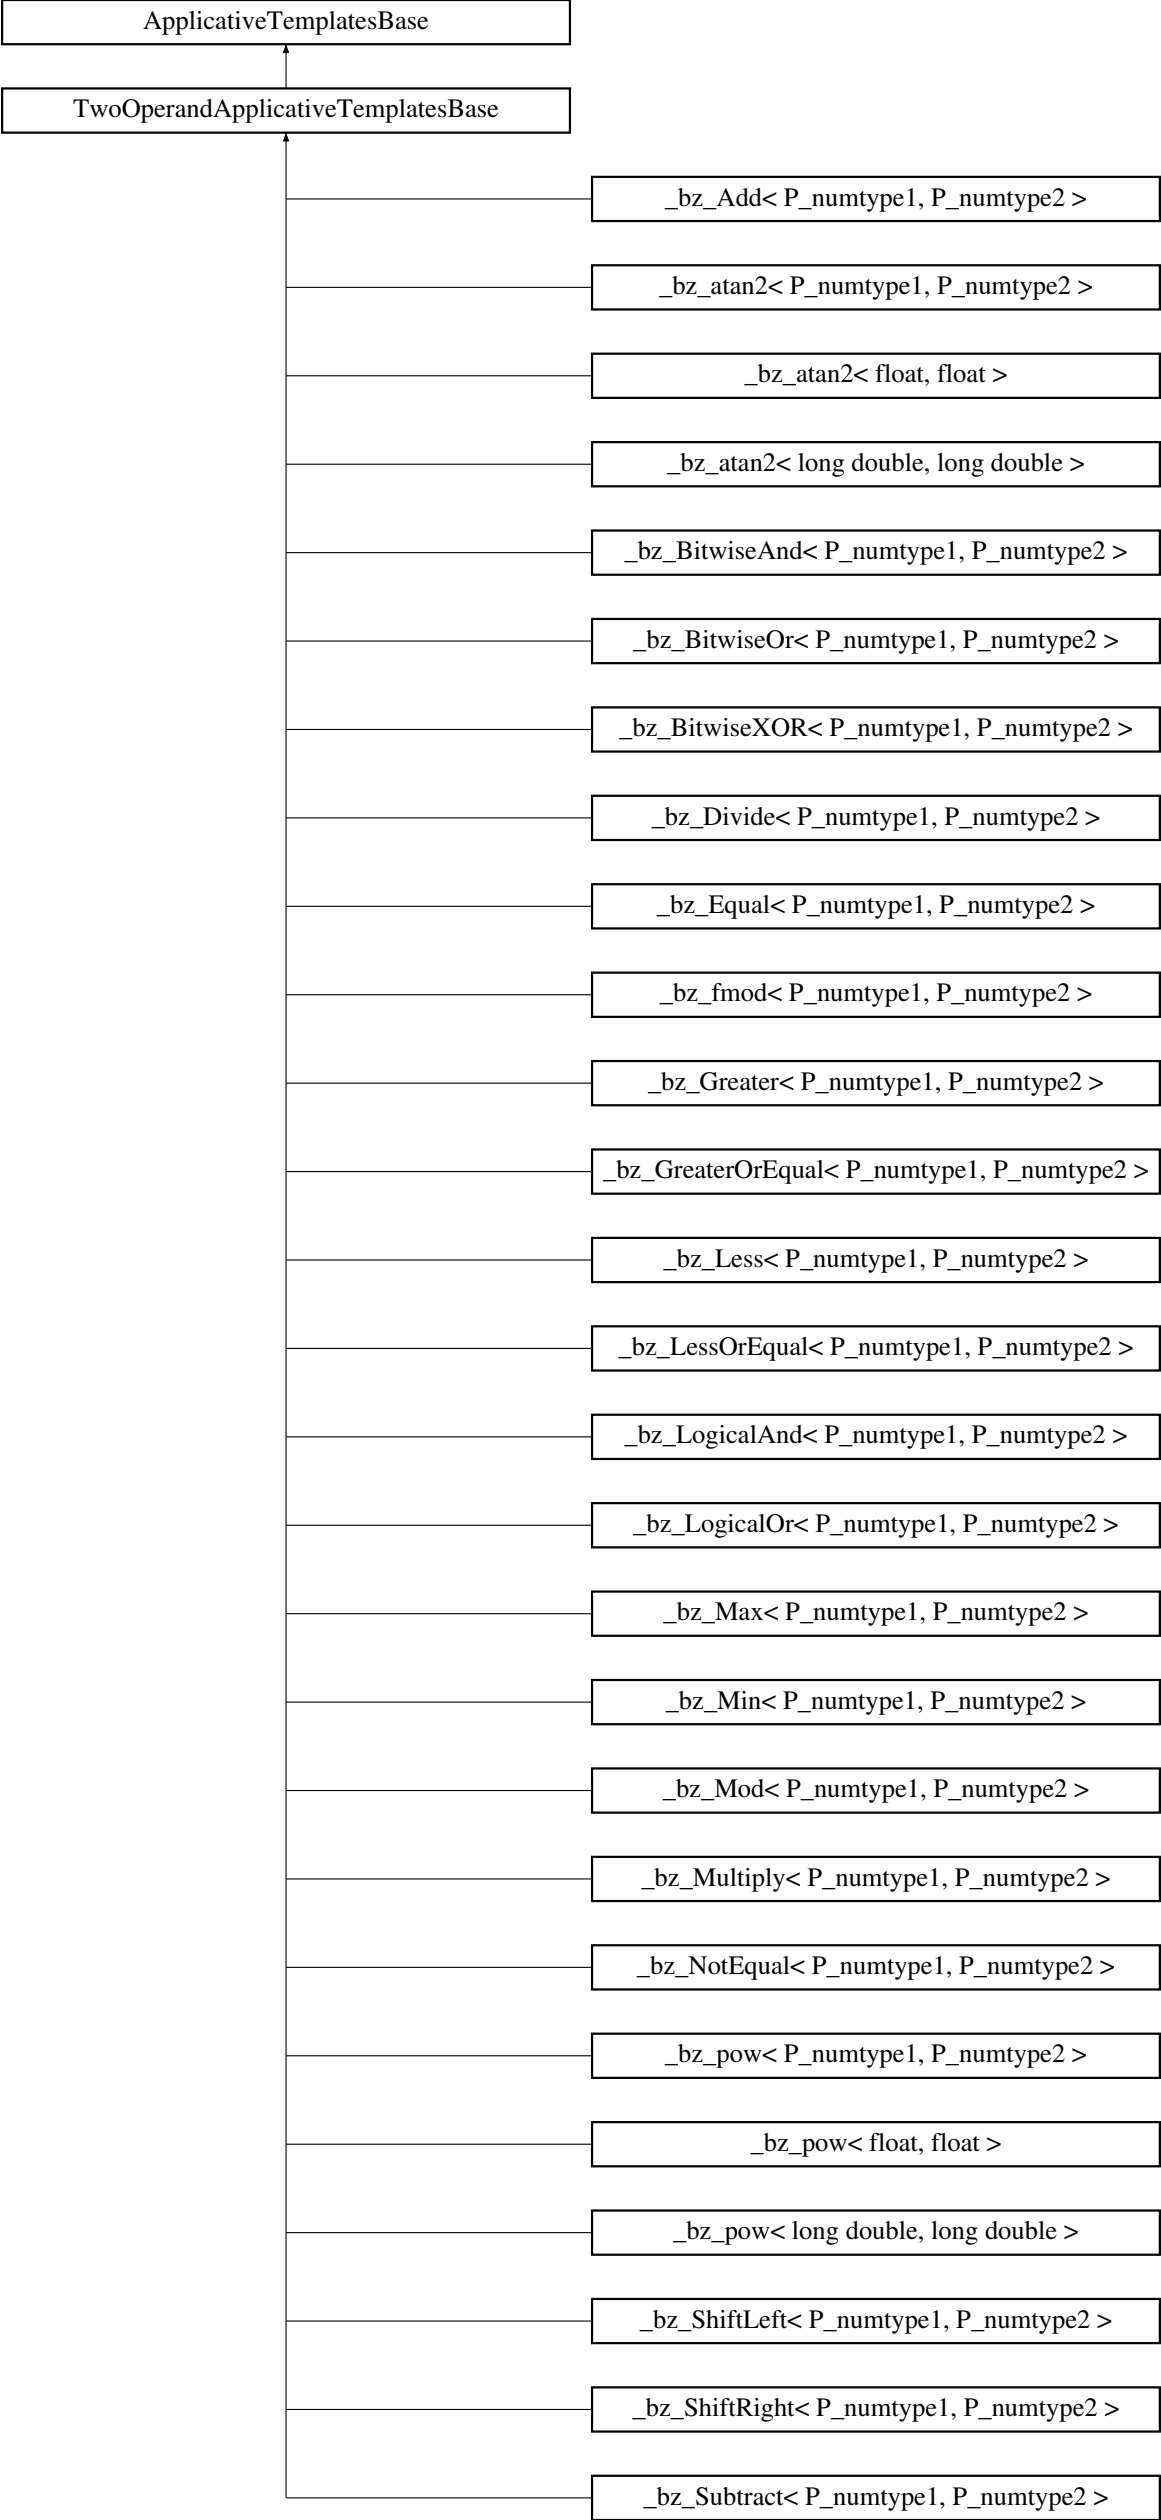 ApplicativeTemplatesBase
TwoOperandApplicativeTemplatesBase
_bz_Add< P_numtype1, P_numtype2 >
_bz_atan2< P_numtype1, P_numtype2 >
_bz_atan2< float, float >
_bz_atan2< long double, long double >
_bz_BitwiseAnd< P_numtype1, P_numtype2 >
_bz_BitwiseOr< P_numtype1, P_numtype2 >
_bz_BitwiseXOR< P_numtype1, P_numtype2 >
_bz_Divide< P_numtype1, P_numtype2 >
_bz_Equal< P_numtype1, P_numtype2 >
_bz_fmod< P_numtype1, P_numtype2 >
_bz_Greater< P_numtype1, P_numtype2 >
_bz_GreaterOrEqual< P_numtype1, P_numtype2 >
_bz_Less< P_numtype1, P_numtype2 >
_bz_LessOrEqual< P_numtype1, P_numtype2 >
_bz_LogicalAnd< P_numtype1, P_numtype2 >
_bz_LogicalOr< P_numtype1, P_numtype2 >
_bz_Max< P_numtype1, P_numtype2 >
_bz_Min< P_numtype1, P_numtype2 >
_bz_Mod< P_numtype1, P_numtype2 >
_bz_Multiply< P_numtype1, P_numtype2 >
_bz_NotEqual< P_numtype1, P_numtype2 >
_bz_pow< P_numtype1, P_numtype2 >
_bz_pow< float, float >
_bz_pow< long double, long double >
_bz_ShiftLeft< P_numtype1, P_numtype2 >
_bz_ShiftRight< P_numtype1, P_numtype2 >
_bz_Subtract< P_numtype1, P_numtype2 >